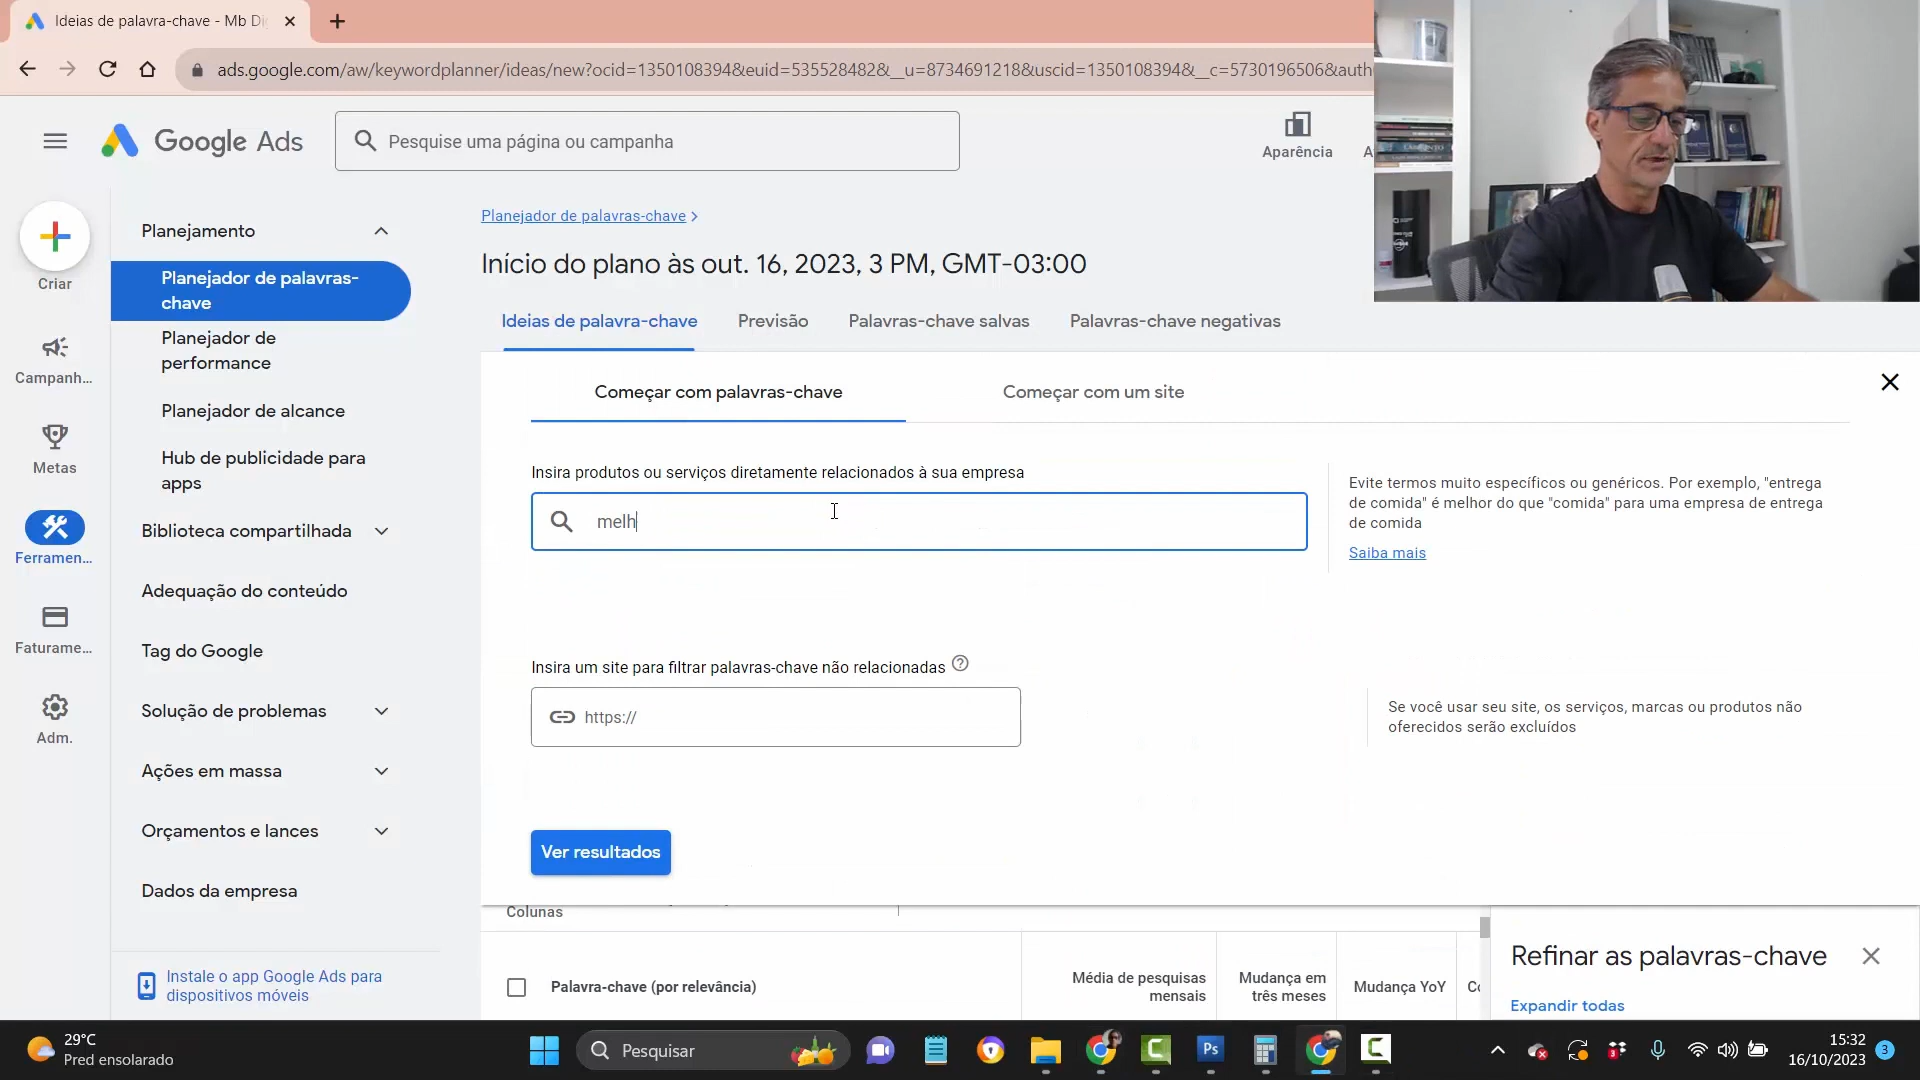 Ideias de palavra-chave - Mb Di
ads.google.com/aw/keywordplanner/ideas/new?ocid=1350108394&euid=535528482&__u=8734691218&uscid=1350108394&__c=5730196506&auth
Google Ads
Pesquise uma página ou campanha
Aparência
A
Criar
Campanh...
Metas
Ferramen...
Faturame...
Adm.
Planejamento
Planejador de palavras-
chave
Planejador de
performance
Planejador de alcance
Hub de publicidade para
apps
Biblioteca compartilhada
Adequação do conteúdo
Tag do Google
Solução de problemas
Ações em massa
Orçamentos e lances
Dados da empresa
Instale o app Google Ads para
dispositivos móveis
Planejador de palavras-chave
Início do plano às out. 16, 2023, 3 PM, GMT-03:00
Ideias de palavra-chave
Previsão
Palavras-chave salvas
Palavras-chave negativas
Começar com palavras-chave
Começar com um site
Insira produtos ou serviços diretamente relacionados à sua empresa
melh
Evite termos muito específicos ou genéricos. Por exemplo, "entrega
de comida" é melhor do que "comida" para uma empresa de entrega
de comida
Saiba mais
Insira um site para filtrar palavras-chave não relacionadas
https://
Se você usar seu site, os serviços, marcas ou produtos não
oferecidos serão excluídos
Ver resultados
Colunas
Palavra-chave (por relevância)
Média de pesquisas
mensais
Mudança em
três meses
Mudança YoY
Refinar as palavras-chave
Expandir todas
29°C
Pred ensolarado
Pesquisar
Ps
3
15:32
16/10/2023
3